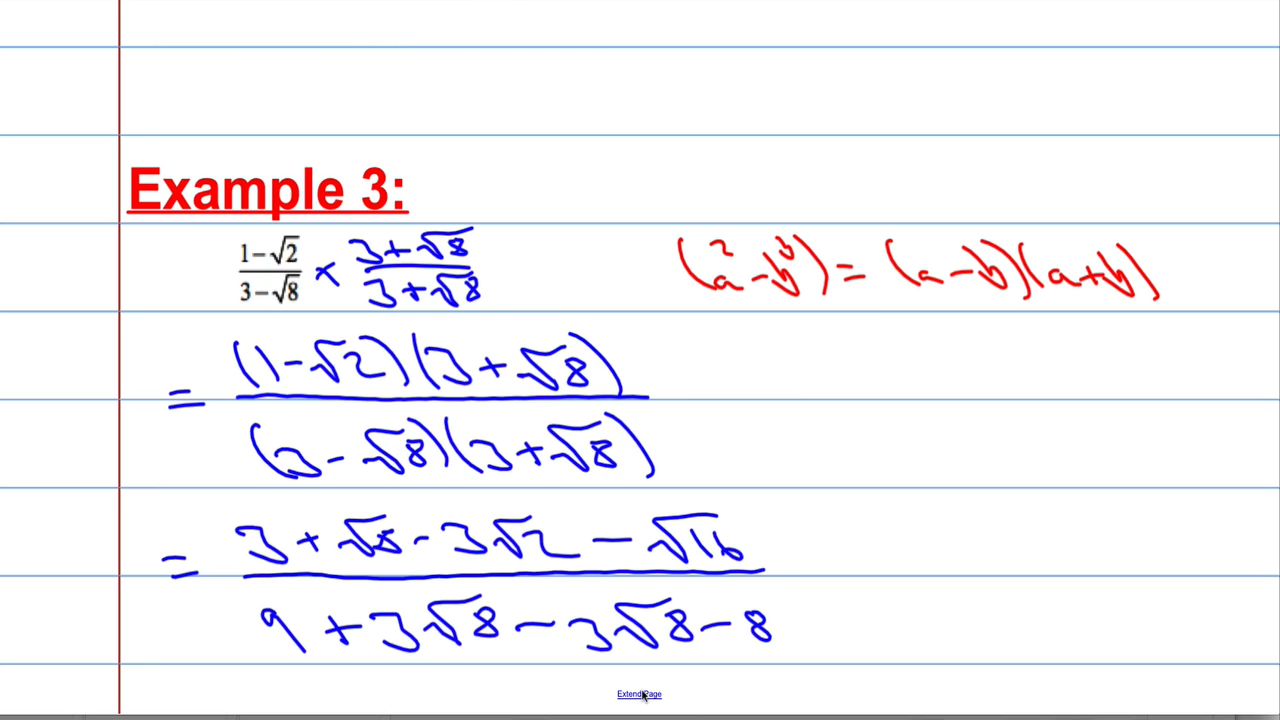 Example 3:
(1-√2)/(3-√8) × (3+√8)/(3+√8)
(a²-b²) = (a-b)(a+b)
= (1-√2)(3+√8)/(3-√8)(3+√8)
= (3+√8-3√2-√16)/(9+3√8-3√8-8)
Extend Page